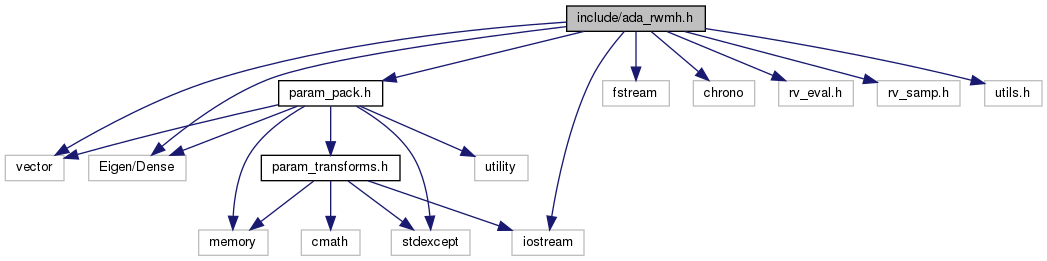 include/ada_rwmh.h
param_pack.h
fstream
chrono
rv_eval.h
rv_samp.h
utils.h
vector
Eigen/Dense
param_transforms.h
utility
memory
cmath
stdexcept
iostream